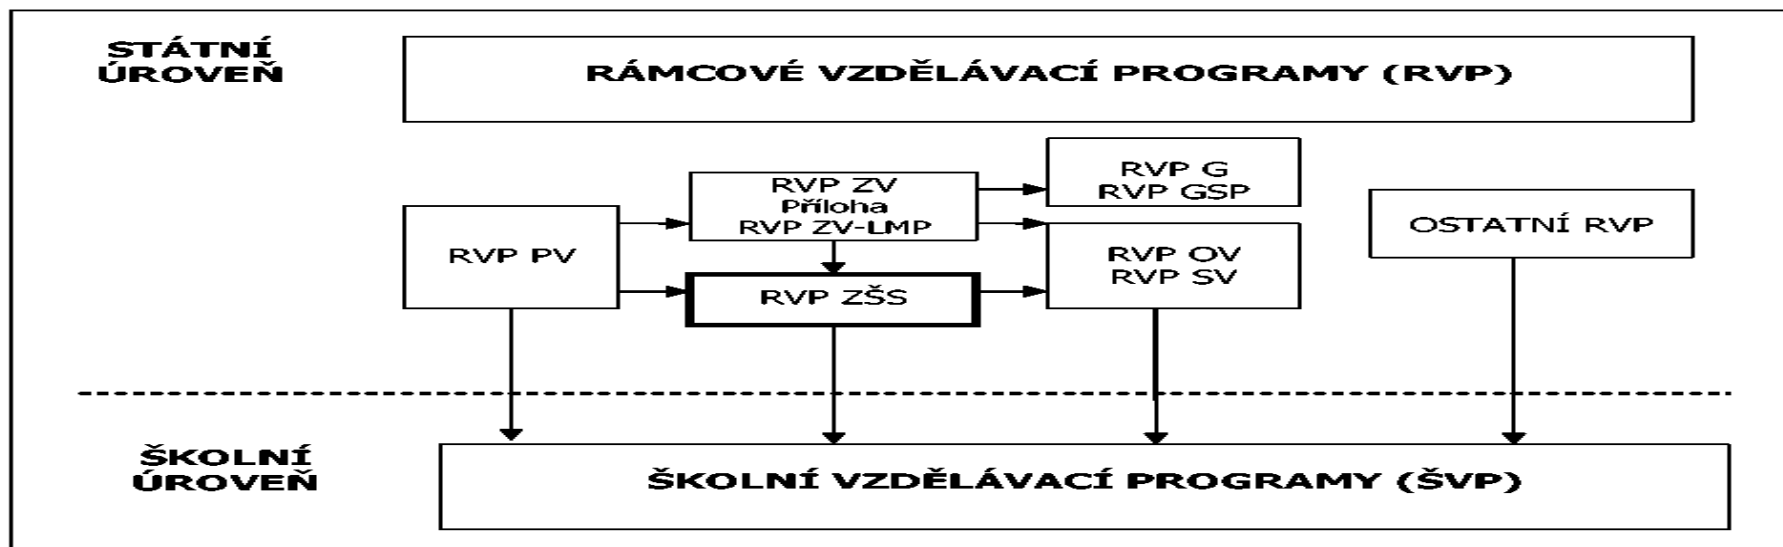 STÁTNÍ
ÚROVEŇ
RÁMCOVÉ VZDĚLÁVACÍ PROGRAMY (RVP)
RVP PV
RVP ZV
Příloha
RVP ZV-LMP
RVP ZŠS
RVP G
RVP GSP
RVP OV
RVP SV
OSTATNÍ RVP
ŠKOLNÍ
ÚROVEŇ
ŠKOLNÍ VZDĚLÁVACÍ PROGRAMY (ŠVP)